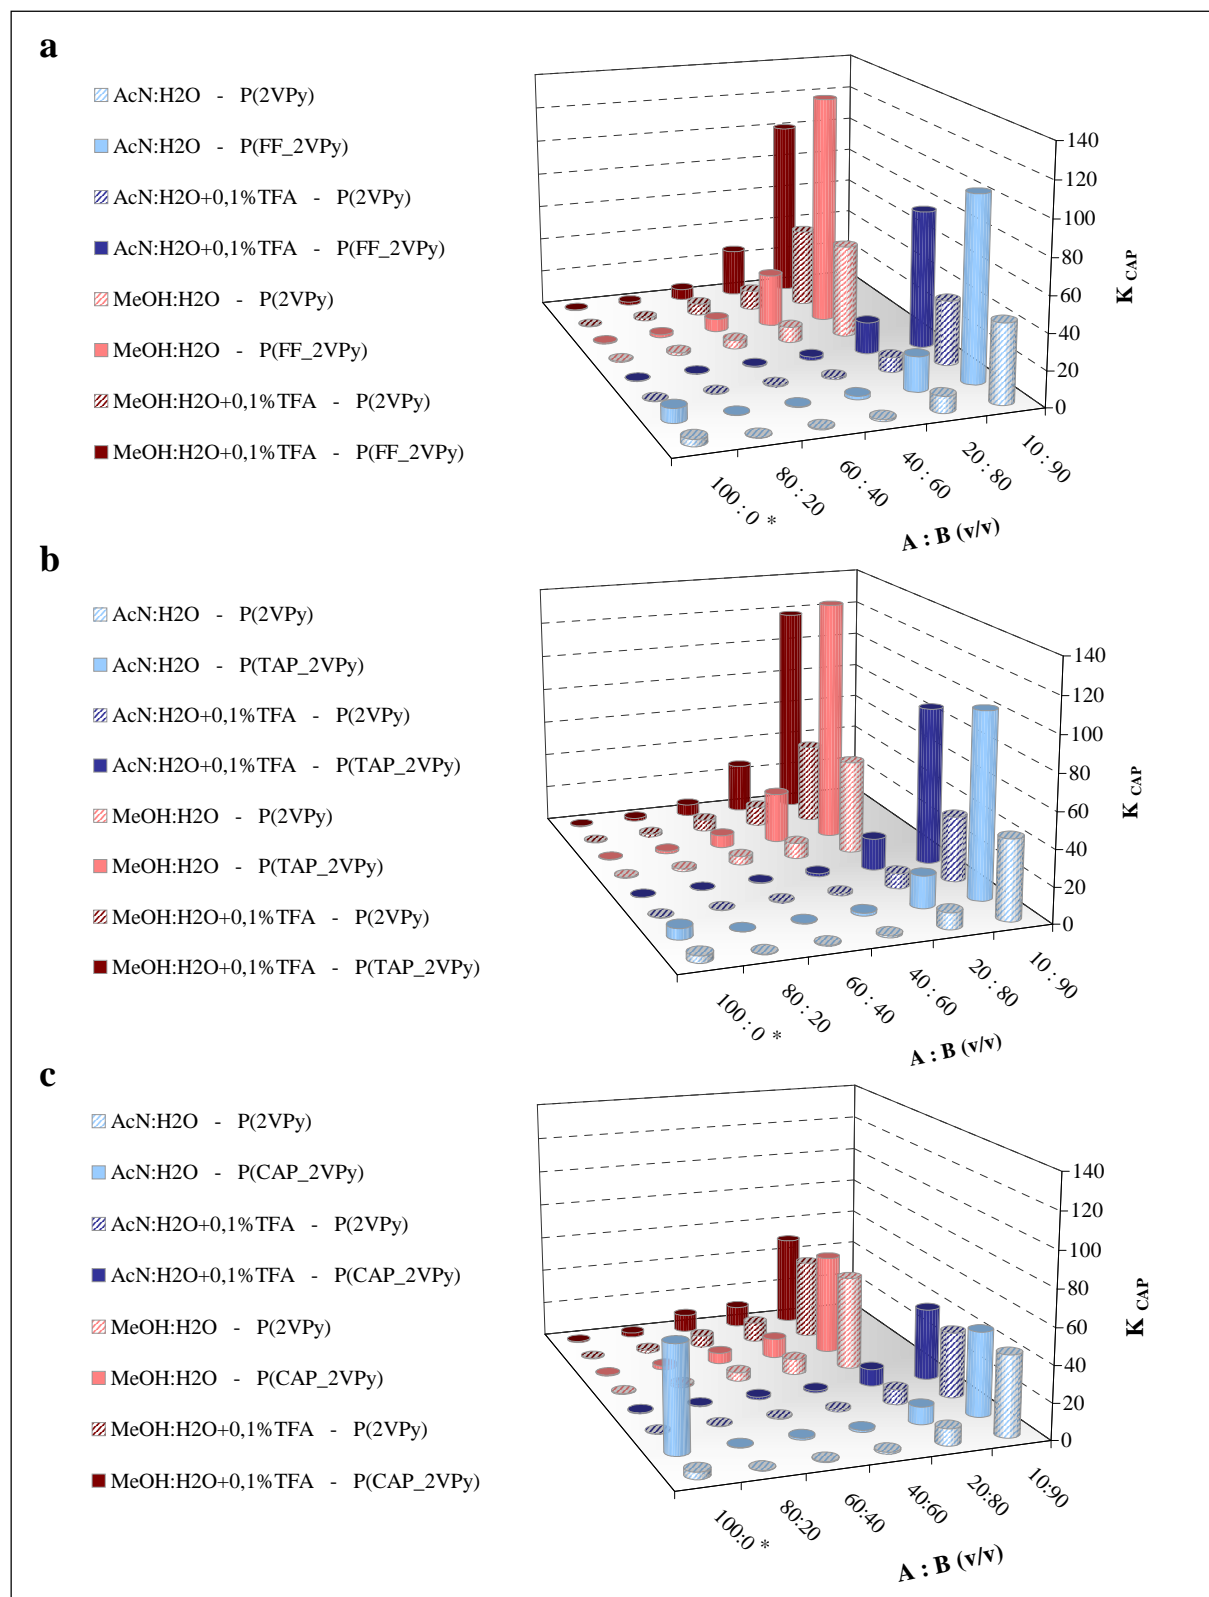 a
AcN:H2O - P(2VPy)
AcN:H2O - P(FF_2VPy)
AcN:H2O+0,1%TFA - P(2VPy)
AcN:H2O+0,1%TFA - P(FF_2VPy)
MeOH:H2O - P(2VPy)
MeOH:H2O - P(FF_2VPy)
MeOH:H2O+0,1%TFA - P(2VPy)
MeOH:H2O+0,1%TFA - P(FF_2VPy)
140
120
100
80
60
40
20
0
K CAP
100 : 0 *
80 : 20
60 : 40
40 : 60
20 : 80
10 : 90
A : B (v/v)
b
AcN:H2O - P(2VPy)
AcN:H2O - P(TAP_2VPy)
AcN:H2O+0,1%TFA - P(2VPy)
AcN:H2O+0,1%TFA - P(TAP_2VPy)
MeOH:H2O - P(2VPy)
MeOH:H2O - P(TAP_2VPy)
MeOH:H2O+0,1%TFA - P(2VPy)
MeOH:H2O+0,1%TFA - P(TAP_2VPy)
140
120
100
80
60
40
20
0
K CAP
100 : 0 *
80 : 20
60 : 40
40 : 60
20 : 80
10 : 90
A : B (v/v)
c
AcN:H2O - P(2VPy)
AcN:H2O - P(CAP_2VPy)
AcN:H2O+0,1%TFA - P(2VPy)
AcN:H2O+0,1%TFA - P(CAP_2VPy)
MeOH:H2O - P(2VPy)
MeOH:H2O - P(CAP_2VPy)
MeOH:H2O+0,1%TFA - P(2VPy)
MeOH:H2O+0,1%TFA - P(CAP_2VPy)
140
120
100
80
60
40
20
0
K CAP
100:0 *
80:20
60:40
40:60
20:80
10:90
A : B (v/v)